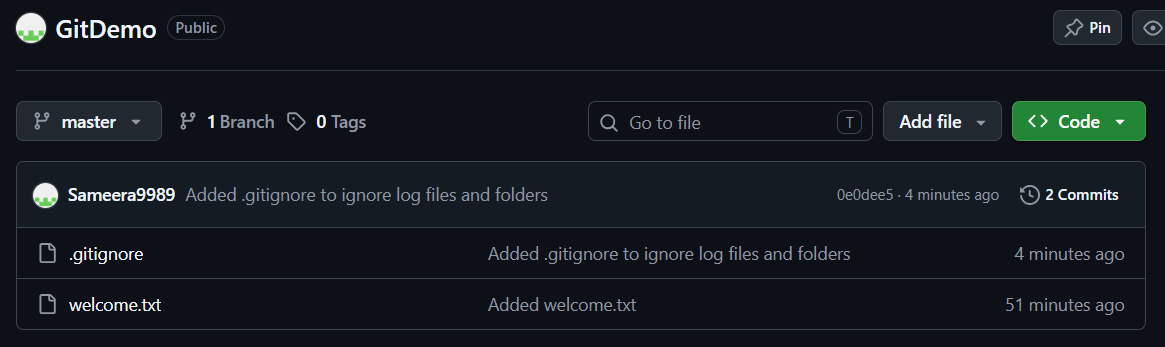 GitDemo Public Pin
master 1 Branch 0 Tags Go to file T Add file Code
Sameera9989 Added .gitignore to ignore log files and folders 0e0dee5 · 4 minutes ago 2 Commits
.gitignore Added .gitignore to ignore log files and folders 4 minutes ago
welcome.txt Added welcome.txt 51 minutes ago